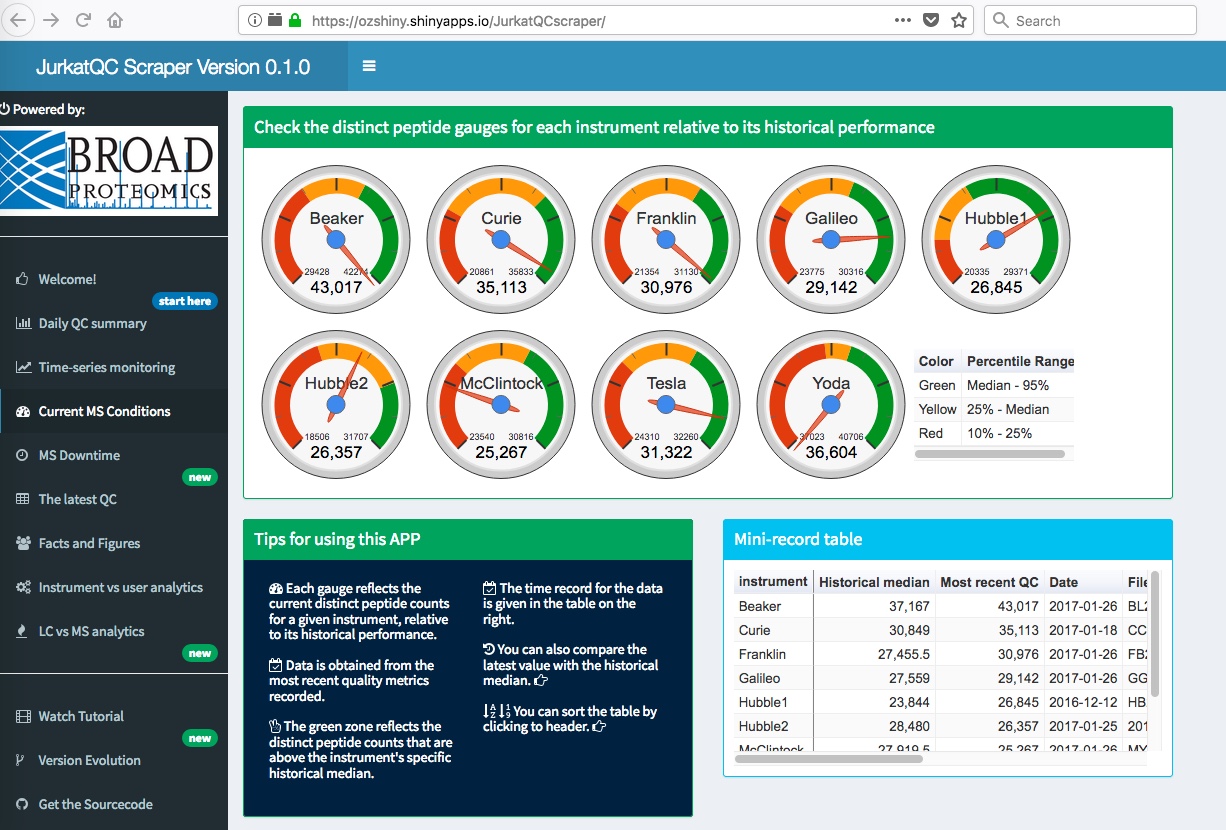 https://ozshiny.shinyapps.io/JurkatQCscraper/
Search
JurkatQC Scraper Version 0.1.0
Powered by:
BROAD
PROTEOMICS
Welcome!
start here
Daily QC summary
Time-series monitoring
Current MS Conditions
MS Downtime
new
The latest QC
Facts and Figures
Instrument vs user analytics
LC vs MS analytics
new
Watch Tutorial
new
Version Evolution
Get the Sourcecode
Check the distinct peptide gauges for each instrument relative to its historical performance
Beaker
29428 42274
43,017
Curie
20861 35833
35,113
Franklin
21354 31130
30,976
Galileo
23775 30316
29,142
Hubble1
20335 29371
26,845
Hubble2
18506 31707
26,357
McClintock
23540 30816
25,267
Tesla
24310 32260
31,322
Yoda
40706
36,604
Color Percentile Range
Green Median - 95%
Yellow 25% - Median
Red 10% - 25%
Tips for using this APP
Each gauge reflects the
current distinct peptide counts
for a given instrument, relative
to its historical performance.
Data is obtained from the
most recent quality metrics
recorded.
The green zone reflects the
distinct peptide counts that are
above the instrument's specific
historical median.
The time record for the data
is given in the table on the
right.
You can also compare the
latest value with the historical
median.
You can sort the table by
clicking to header.
Mini-record table
instrument Historical median Most recent QC Date File
Beaker 37,167 43,017 2017-01-26 BL2
Curie 30,849 35,113 2017-01-18 CC
Franklin 27,455.5 30,976 2017-01-26 FB2
Galileo 27,559 29,142 2017-01-26 GG
Hubble1 23,844 26,845 2016-12-12 HB
Hubble2 28,480 26,357 2017-01-25 201
McClintock 27,919.5 25,267 2017-01-26 MY